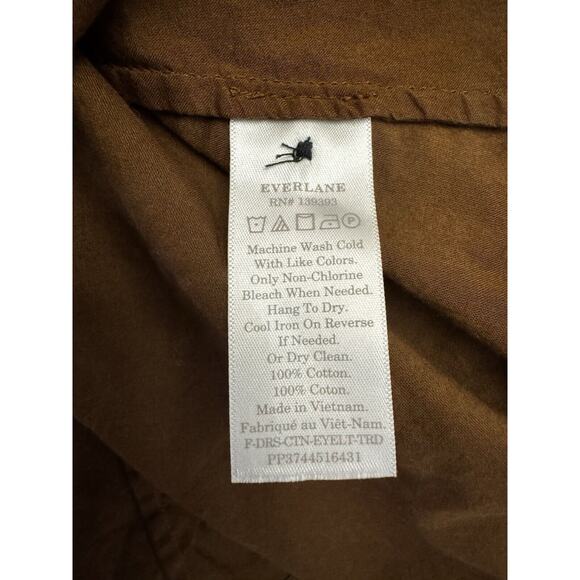 EVERLANE
RN# 139393
Machine Wash Cold
With Like Colors.
Only Non-Chlorine
Bleach When Needed.
Hang To Dry.
Cool Iron On Reverse
If Needed.
Or Dry Clean.
100% Cotton.
100% Coton.
Made in Vietnam.
Fabriqué au Viêt-Nam.
F-DRS-CTN-EYELT-TRD
PP3744516431